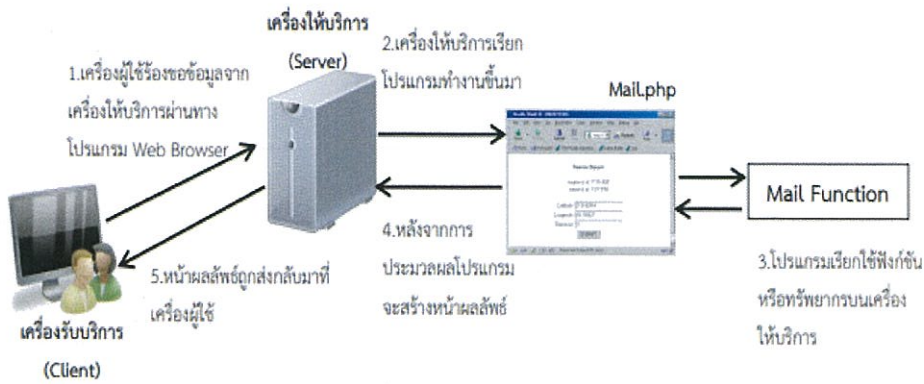 เครื่องให้บริการ
(Server)
1.เครื่องผู้ใช้ร้องขอข้อมูลจาก
เครื่องให้บริการผ่านทาง
โปรแกรม Web Browser
2.เครื่องให้บริการเรียก
โปรแกรมทำงานขึ้นมา
Mail.php
Mail Function
3.โปรแกรมเรียกใช้ฟังก์ชัน
หรือทรัพยากรบนเครื่อง
ให้บริการ
4.หลังจากการ
ประมวลผลโปรแกรม
จะสร้างหน้าผลลัพธ์
5.หน้าผลลัพธ์ถูกส่งกลับมาที่
เครื่องผู้ใช้
เครื่องรับบริการ
(Client)